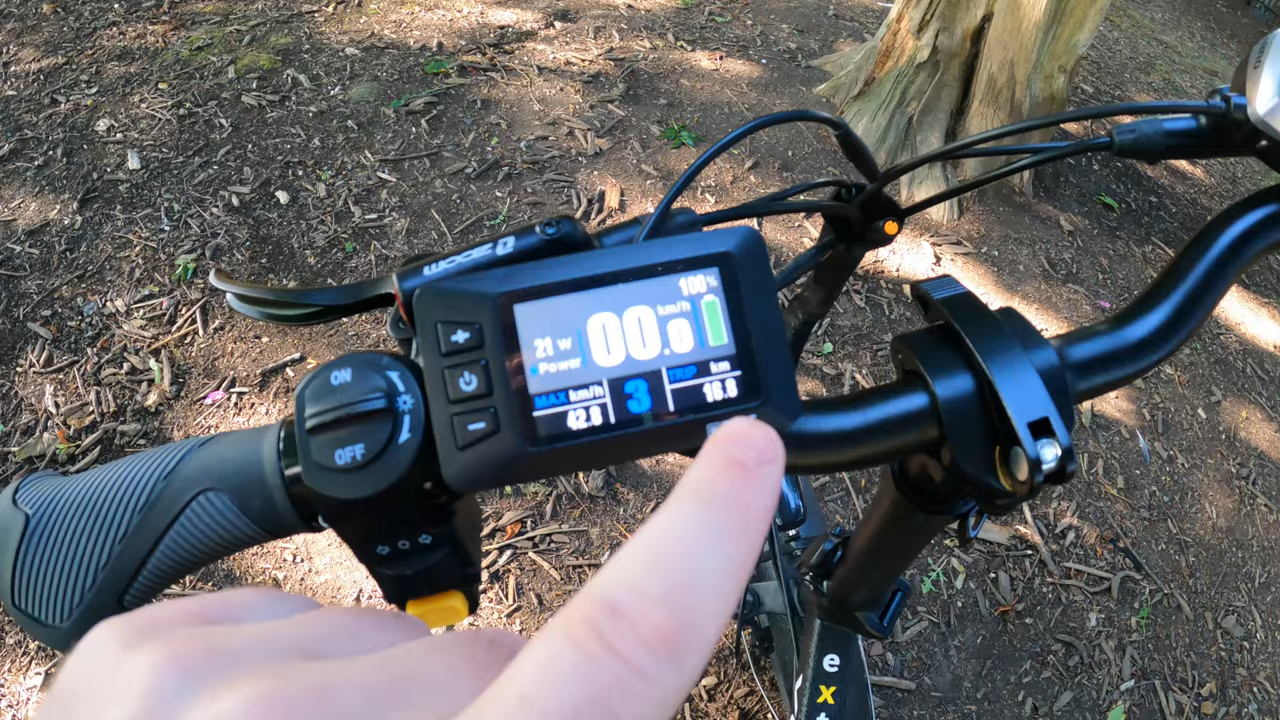 ZOOM
100%
km/h
00.0
21 W
Power
MAX km/h
42.8
3
TRIP km
16.8
ON
OFF
e
x
t